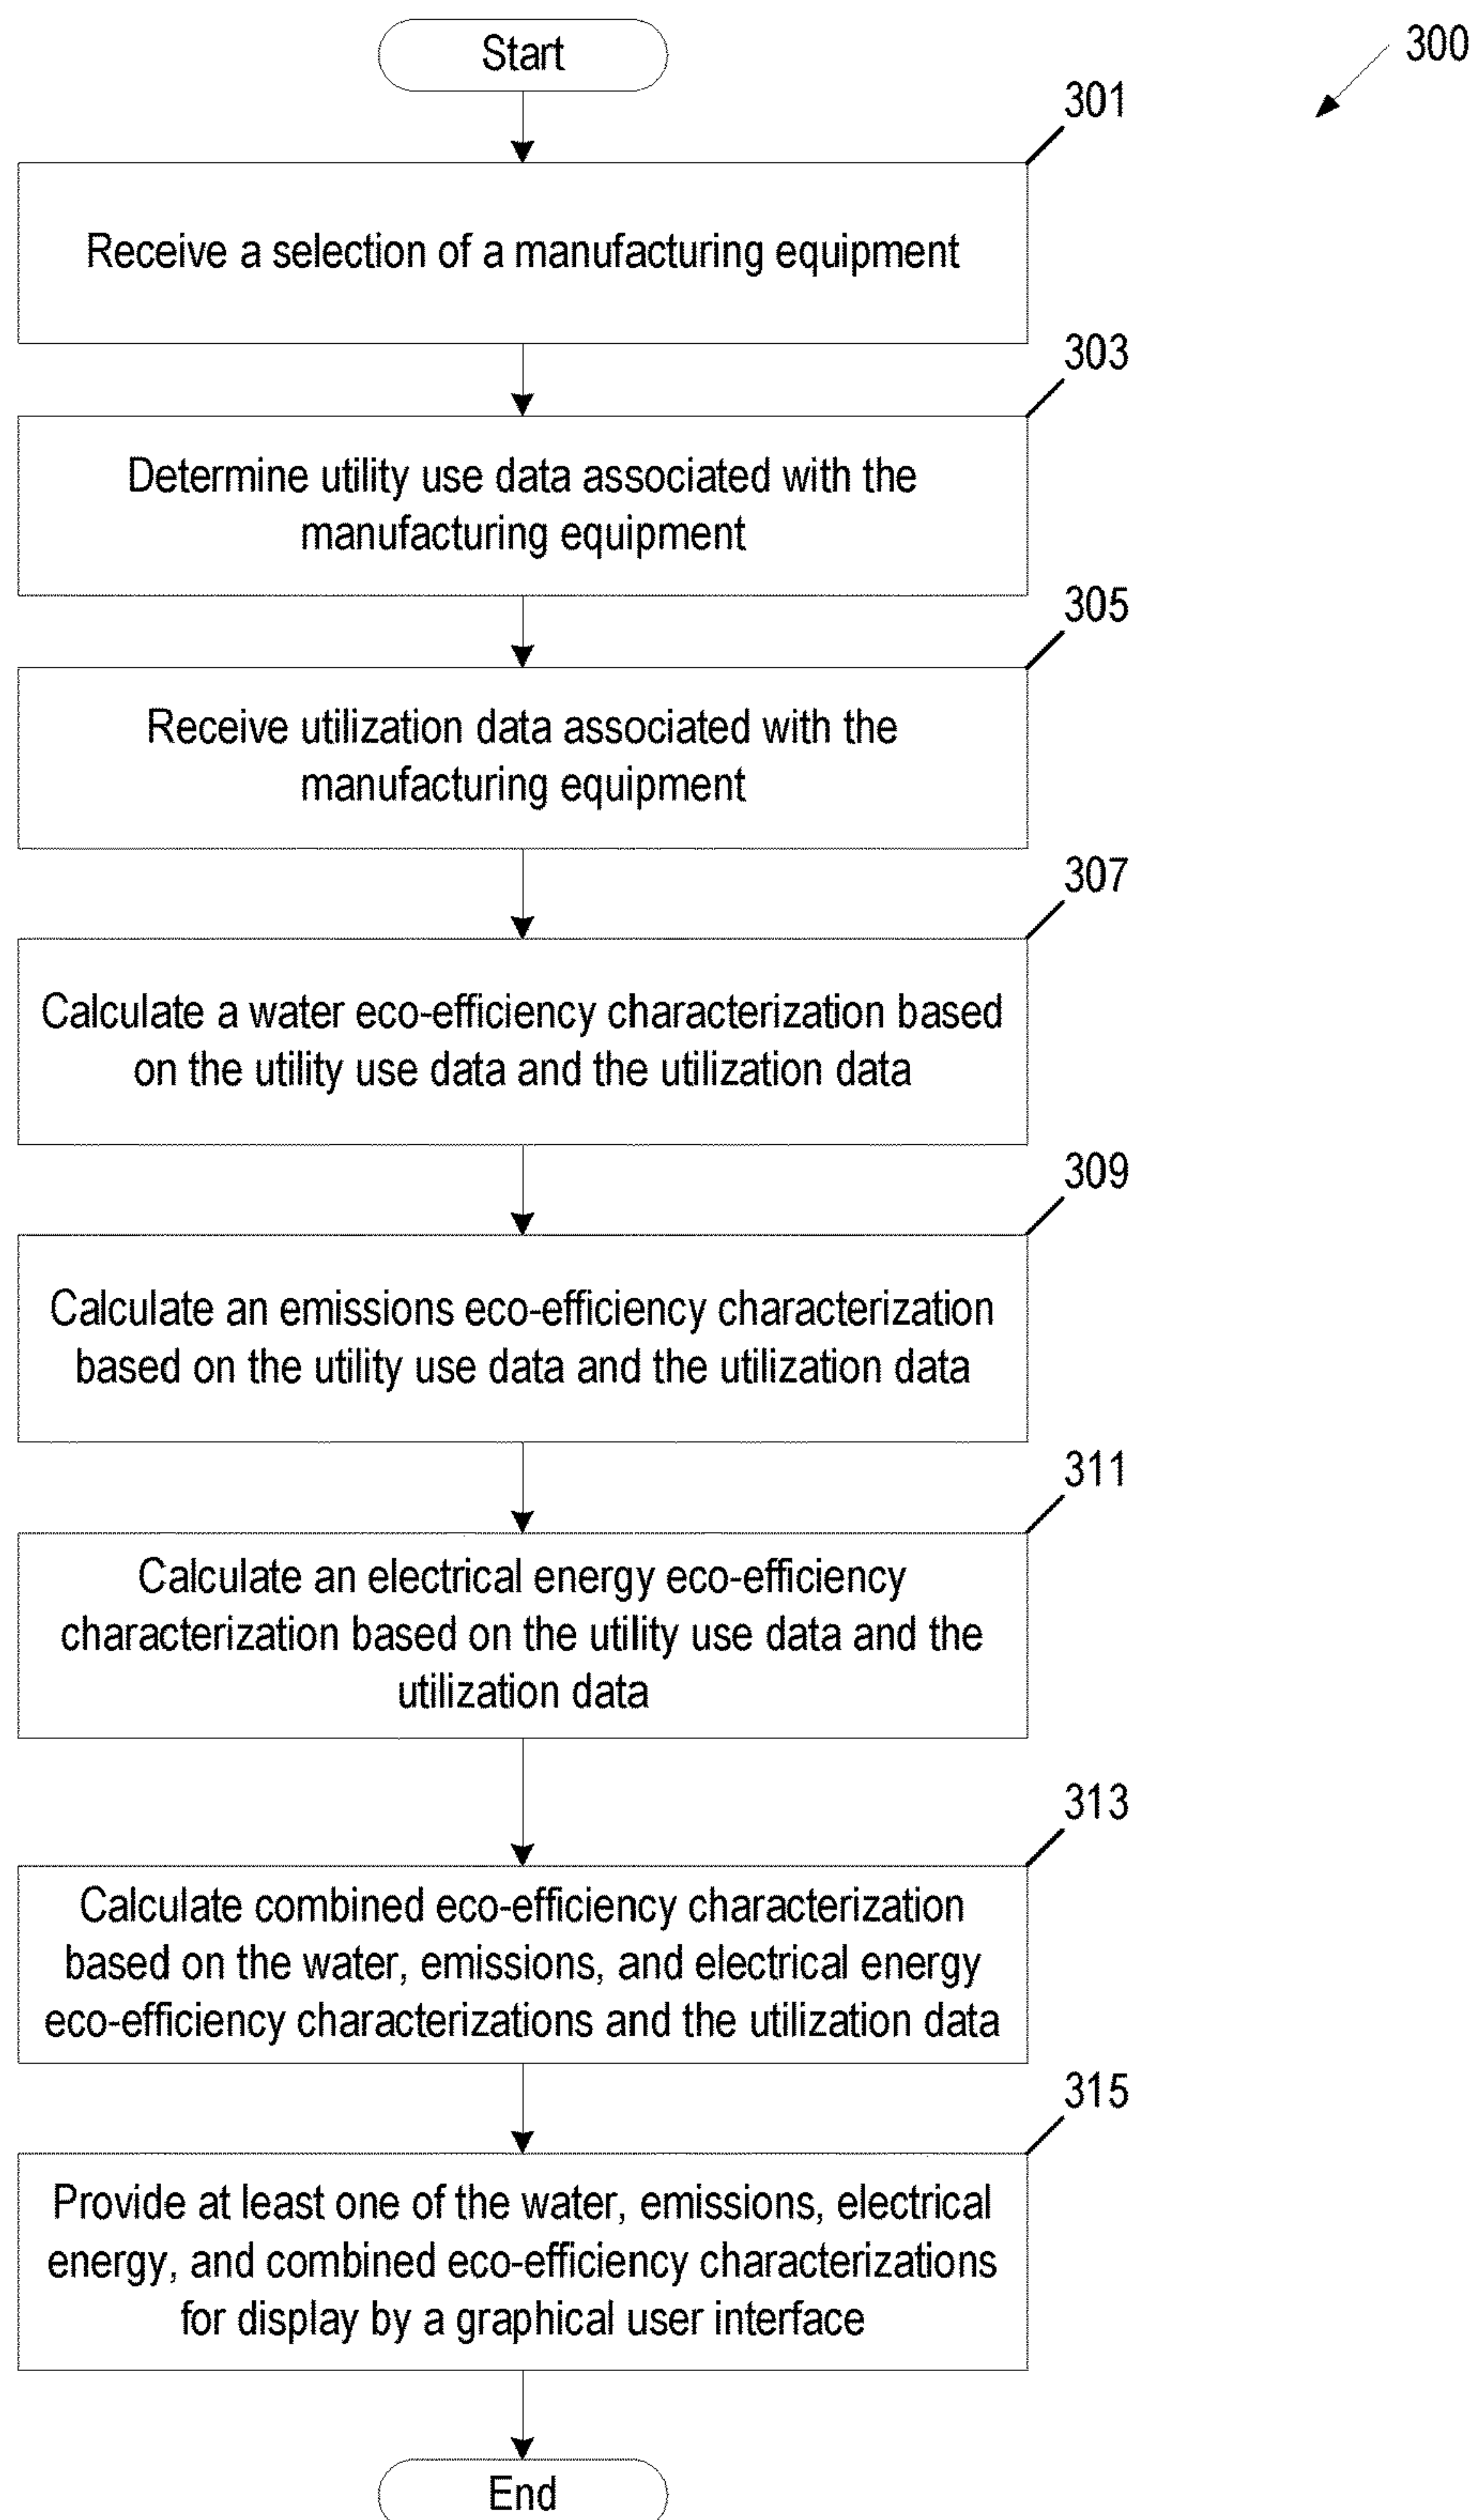 Start
300
301
Receive a selection of a manufacturing equipment
303
Determine utility use data associated with the
manufacturing equipment
305
Receive utilization data associated with the
manufacturing equipment
307
Calculate a water eco-efficiency characterization based
on the utility use data and the utilization data
309
Calculate an emissions eco-efficiency characterization
based on the utility use data and the utilization data
311
Calculate an electrical energy eco-efficiency
characterization based on the utility use data and the
utilization data
313
Calculate combined eco-efficiency characterization
based on the water, emissions, and electrical energy
eco-efficiency characterizations and the utilization data
315
Provide at least one of the water, emissions, electrical
energy, and combined eco-efficiency characterizations
for display by a graphical user interface
End